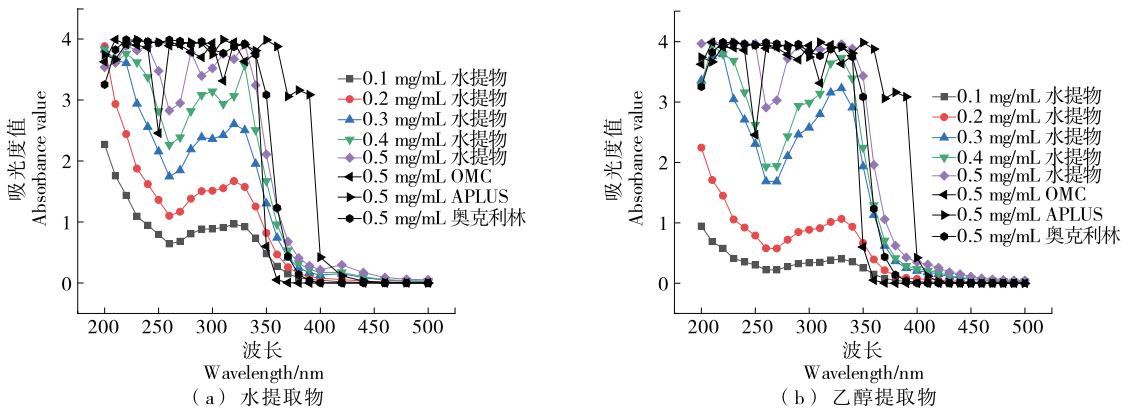 吸光度值
Absorbance value
4
3
2
1
0
200 250 300 350 400 450 500
波长
Wavelength/nm
0.1 mg/mL 水提物
0.2 mg/mL 水提物
0.3 mg/mL 水提物
0.4 mg/mL 水提物
0.5 mg/mL 水提物
0.5 mg/mL OMC
0.5 mg/mL APLUS
0.5 mg/mL 奥克利林
(a) 水提取物
吸光度值
Absorbance value
4
3
2
1
0
200 250 300 350 400 450 500
波长
Wavelength/nm
0.1 mg/mL 水提物
0.2 mg/mL 水提物
0.3 mg/mL 水提物
0.4 mg/mL 水提物
0.5 mg/mL 水提物
0.5 mg/mL OMC
0.5 mg/mL APLUS
0.5 mg/mL 奥克利林
(b) 乙醇提取物